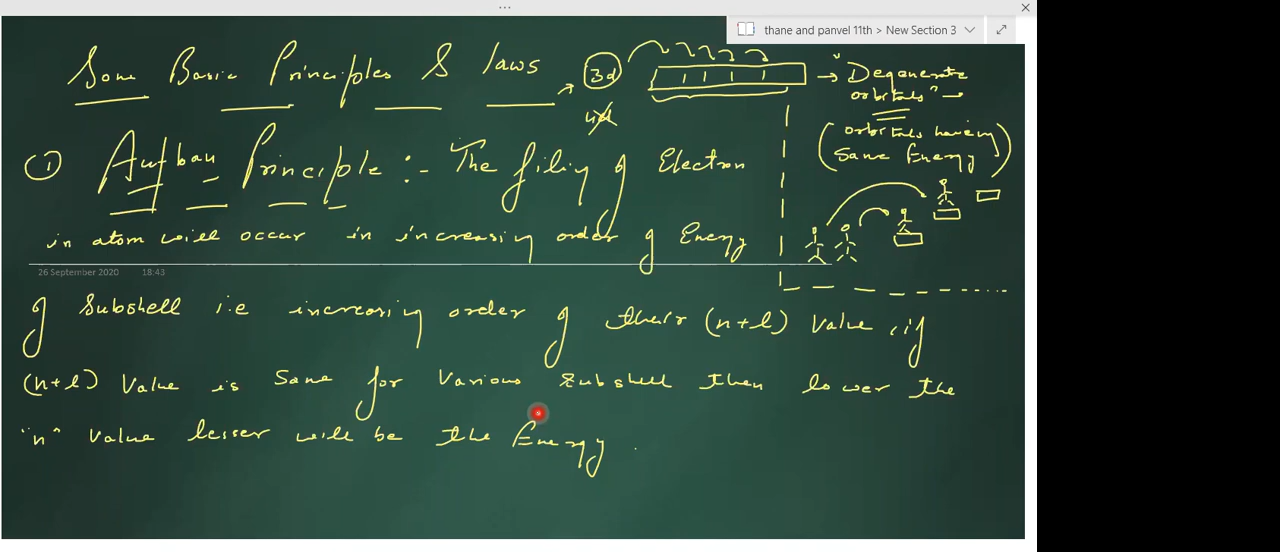 thane and panvel 11th > New Section 3
Some Basic Principles & laws
3d
→ Degenerate
orbitals" →
(orbitals having
Same Energy)
① Aufbau Principle :- The filing of Electron
in atom will occur in increasing order of Energy
26 September 2020 18:43
of Subshell i.e increasing order of their (n+l) Value, if
(n+l) Value is Same for Various Subshell then lower the
"n" Value lesser will be the Energy.